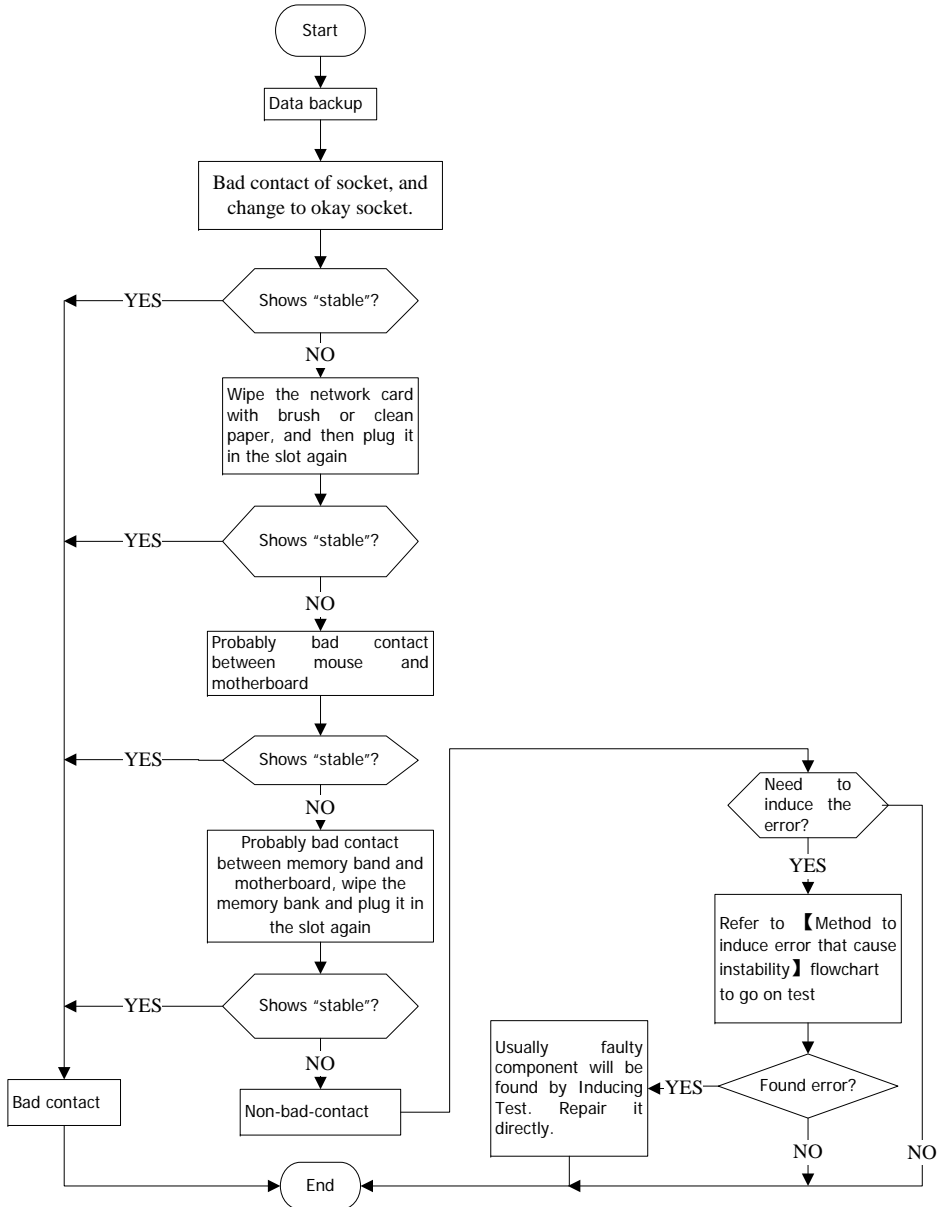 Start
Data backup
Bad contact of socket, and
change to okay socket.
Shows “stable”?
YES
NO
Wipe the network card
with brush or clean
paper, and then plug it
in the slot again
Shows “stable”?
YES
NO
Probably bad contact
between mouse and
motherboard
Shows “stable”?
YES
NO
Probably bad contact
between memory band and
motherboard, wipe the
memory bank and plug it in
the slot again
Shows “stable”?
YES
NO
Bad contact
Non-bad-contact
Need to
induce the
error?
YES
NO
Refer to 【Method to
induce error that cause
instability】 flowchart
to go on test
Found error?
YES
NO
Usually faulty
component will be
found by Inducing
Test. Repair it
directly.
End